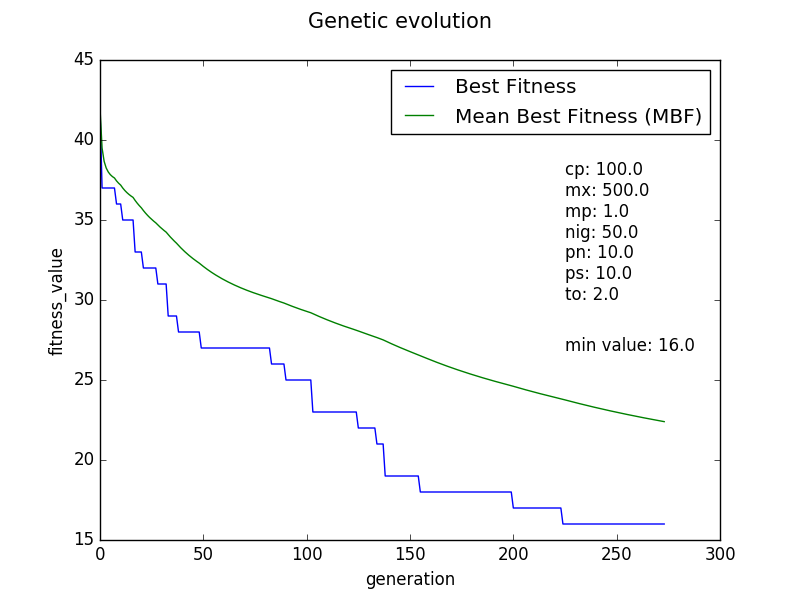 Genetic evolution
45
40
35
30
25
20
15
fitness_value
Best Fitness
Mean Best Fitness (MBF)
cp: 100.0
mx: 500.0
mp: 1.0
nig: 50.0
pn: 10.0
ps: 10.0
to: 2.0
min value: 16.0
0
50
100
150
200
250
300
generation